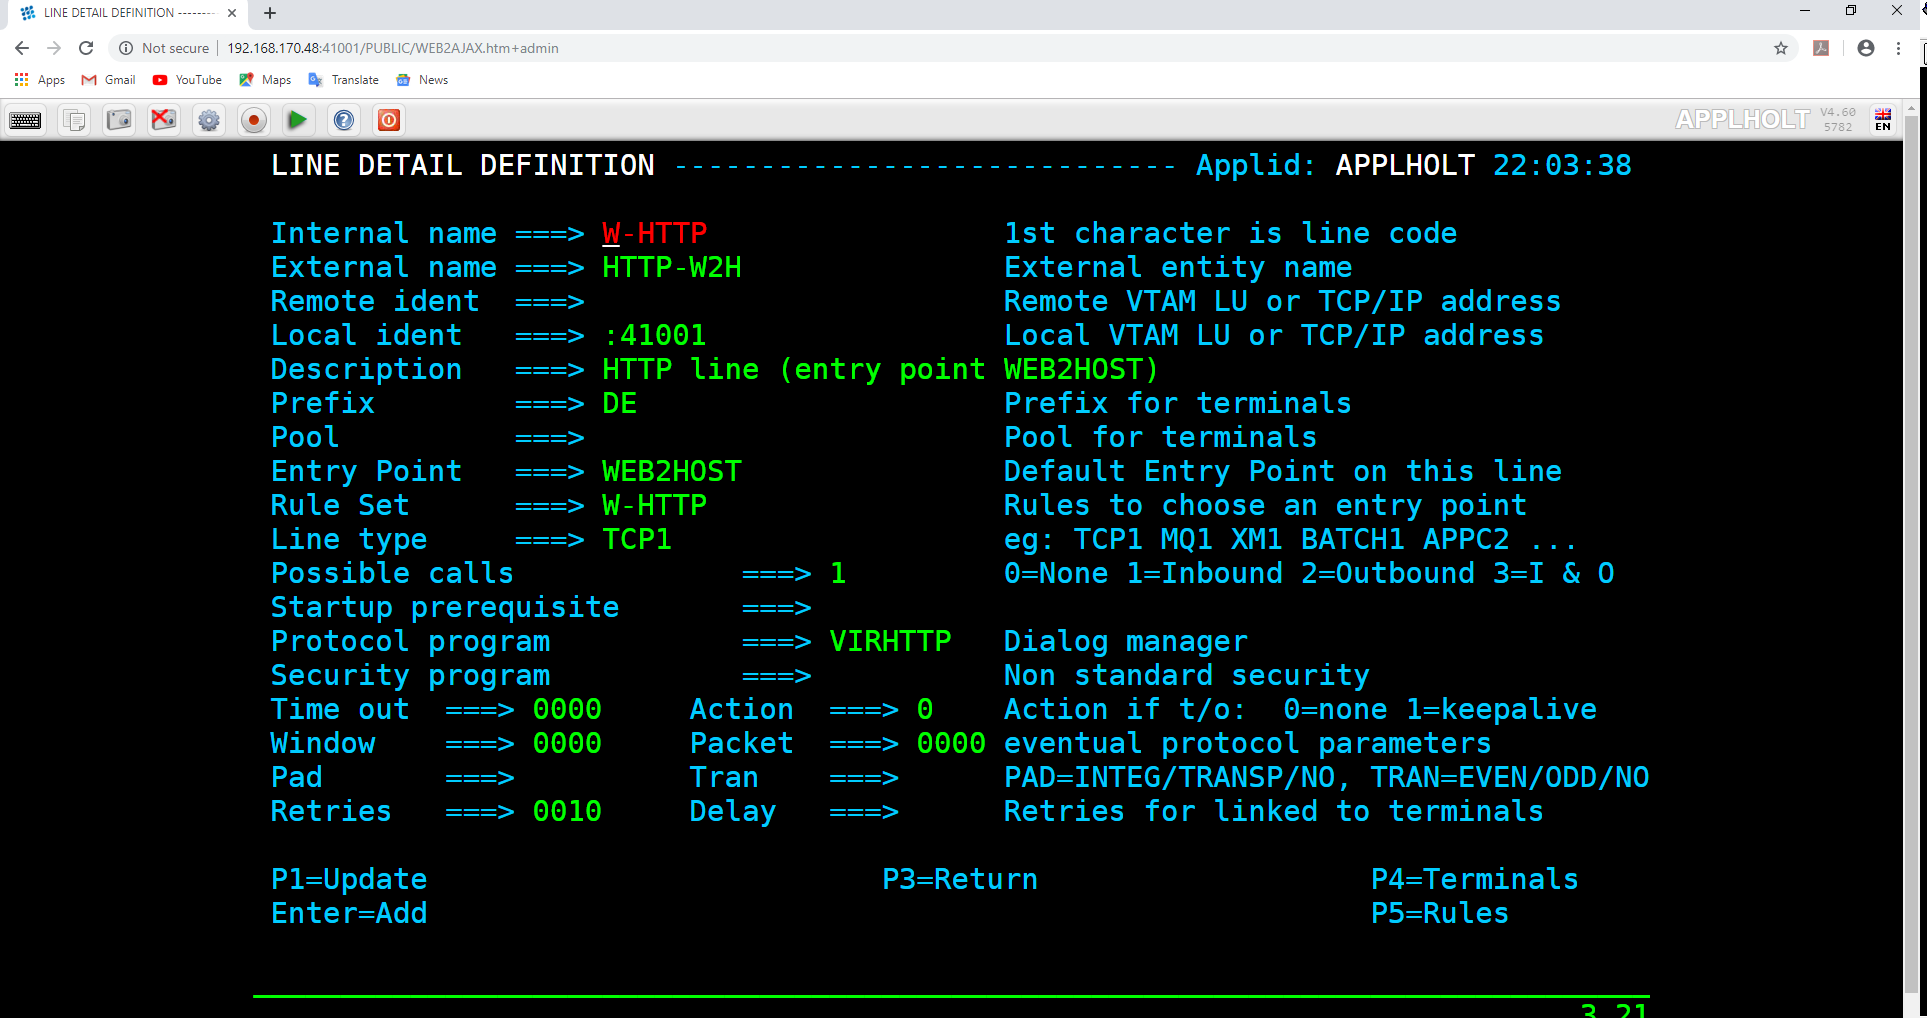 LINE DETAIL DEFINITION --------
Not secure 192.168.170.48:41001/PUBLIC/WEB2AJAX.htm+admin
Apps Gmail YouTube Maps Translate News
APPLHOLT V4.60 5782 EN
LINE DETAIL DEFINITION ----------------------------- Applid: APPLHOLT 22:03:38
Internal name ===> W-HTTP 1st character is line code
External name ===> HTTP-W2H External entity name
Remote ident ===> Remote VTAM LU or TCP/IP address
Local ident ===> :41001 Local VTAM LU or TCP/IP address
Description ===> HTTP line (entry point WEB2HOST)
Prefix ===> DE Prefix for terminals
Pool ===> Pool for terminals
Entry Point ===> WEB2HOST Default Entry Point on this line
Rule Set ===> W-HTTP Rules to choose an entry point
Line type ===> TCP1 eg: TCP1 MQ1 XM1 BATCH1 APPC2 ...
Possible calls ===> 1 0=None 1=Inbound 2=Outbound 3=I & O
Startup prerequisite ===>
Protocol program ===> VIRHTTP Dialog manager
Security program ===> Non standard security
Time out ===> 0000 Action ===> 0 Action if t/o: 0=none 1=keepalive
Window ===> 0000 Packet ===> 0000 eventual protocol parameters
Pad ===> Tran ===> PAD=INTEG/TRANSP/NO, TRAN=EVEN/ODD/NO
Retries ===> 0010 Delay ===> Retries for linked to terminals
P1=Update P3=Return P4=Terminals
Enter=Add P5=Rules
3,21